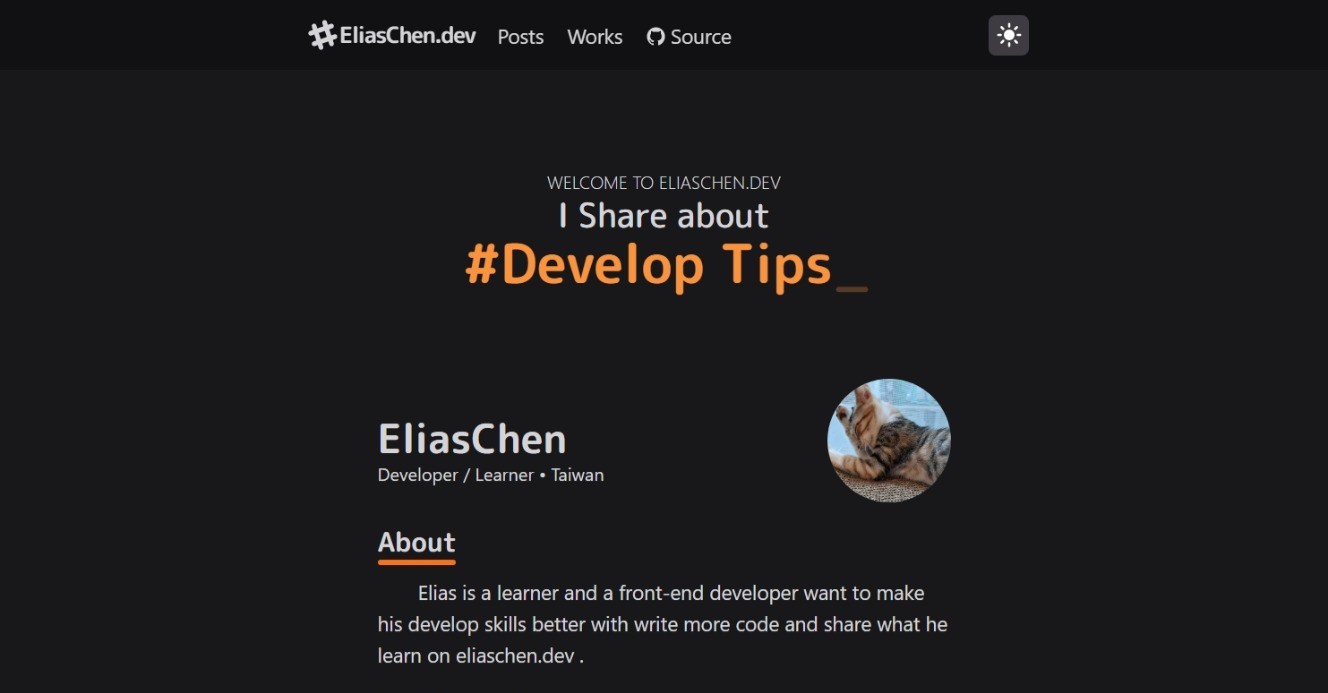 #EliasChen.dev Posts Works Source
WELCOME TO ELIASCHEN.DEV
I Share about
#Develop Tips_
EliasChen
Developer / Learner • Taiwan
About
Elias is a learner and a front-end developer want to make
his develop skills better with write more code and share what he
learn on eliaschen.dev .